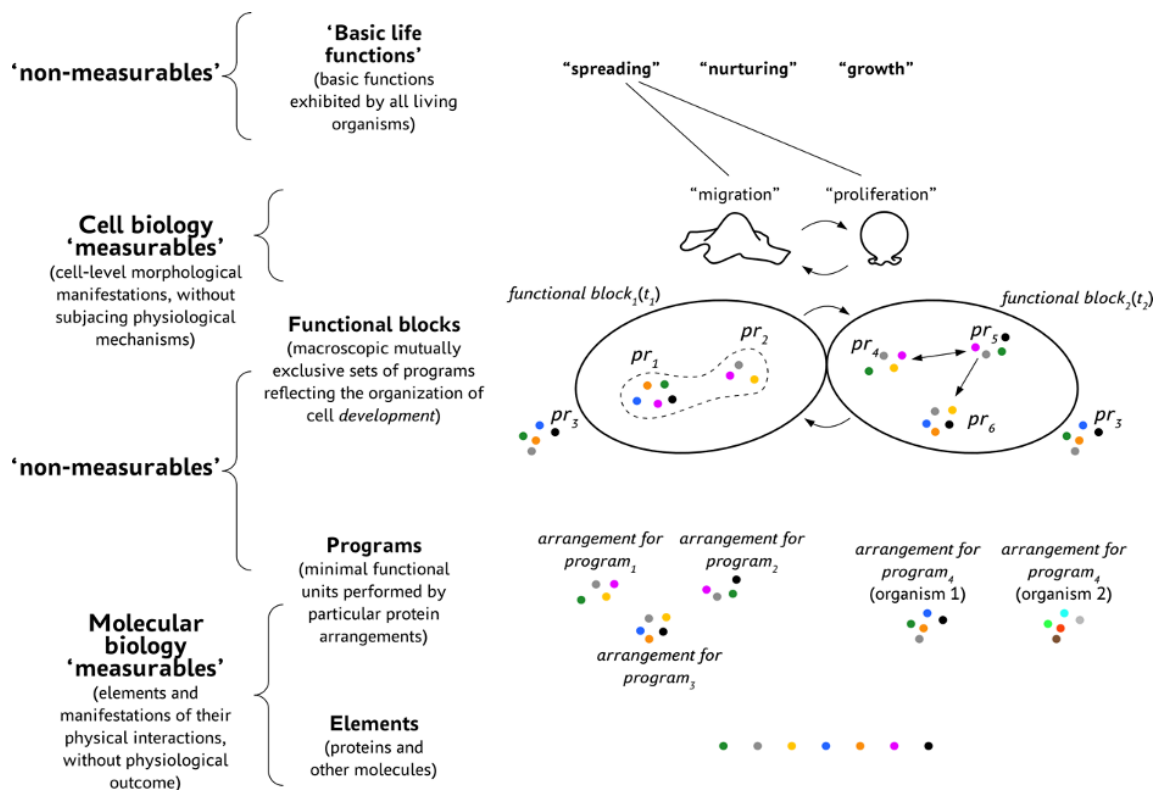 'non-measurables'
'Basic life
functions'
(basic functions
exhibited by all living
organisms)
"spreading"
"nurturing"
"growth"
Cell biology
'measurables'
(cell-level morphological
manifestations, without
subjacing physiological
mechanisms)
"migration"
"proliferation"
Functional blocks
(macroscopic mutually
exclusive sets of programs
reflecting the organization of
cell development)
functional block₁(t₁)
functional block₂(t₂)
pr₁
pr₂
pr₃
pr₄
pr₅
pr₆
pr₃
'non-measurables'
Programs
(minimal functional
units performed by
particular protein
arrangements)
arrangement for
program₁
arrangement for
program₂
arrangement for
program₃
arrangement for
program₄
(organism 1)
arrangement for
program₄
(organism 2)
Molecular
biology
'measurables'
(elements and
manifestations of their
physical interactions,
without physiological
outcome)
Elements
(proteins and
other molecules)